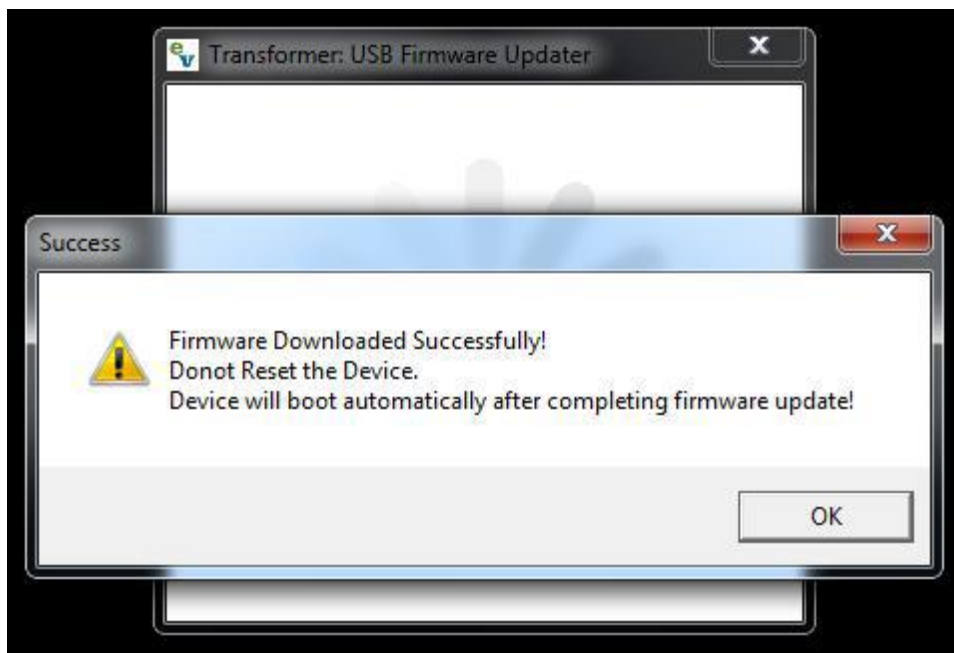 Transformer: USB Firmware Updater
Success
Firmware Downloaded Successfully!
Donot Reset the Device.
Device will boot automatically after completing firmware update!
OK